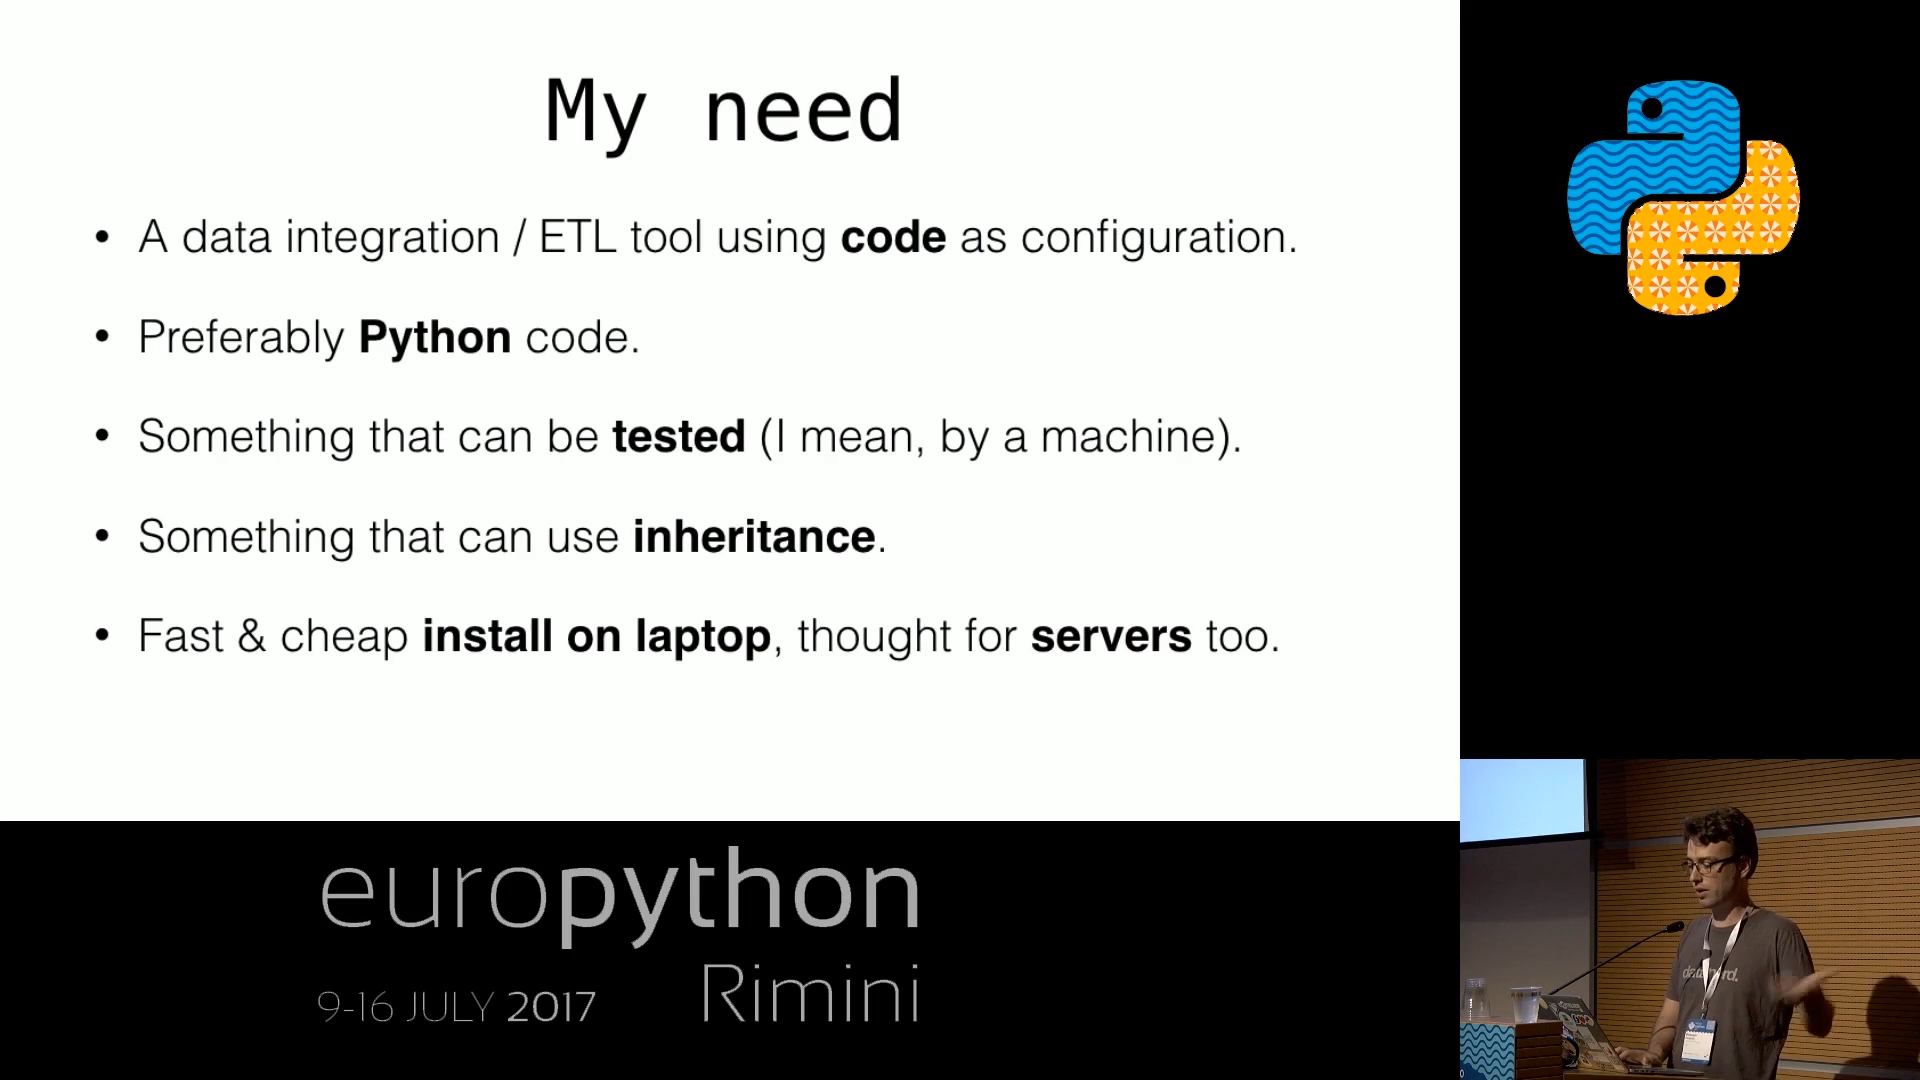 My need
• A data integration / ETL tool using code as configuration.
• Preferably Python code.
• Something that can be tested (I mean, by a machine).
• Something that can use inheritance.
• Fast & cheap install on laptop, thought for servers too.
europython
Rimini
9-16 JULY 2017